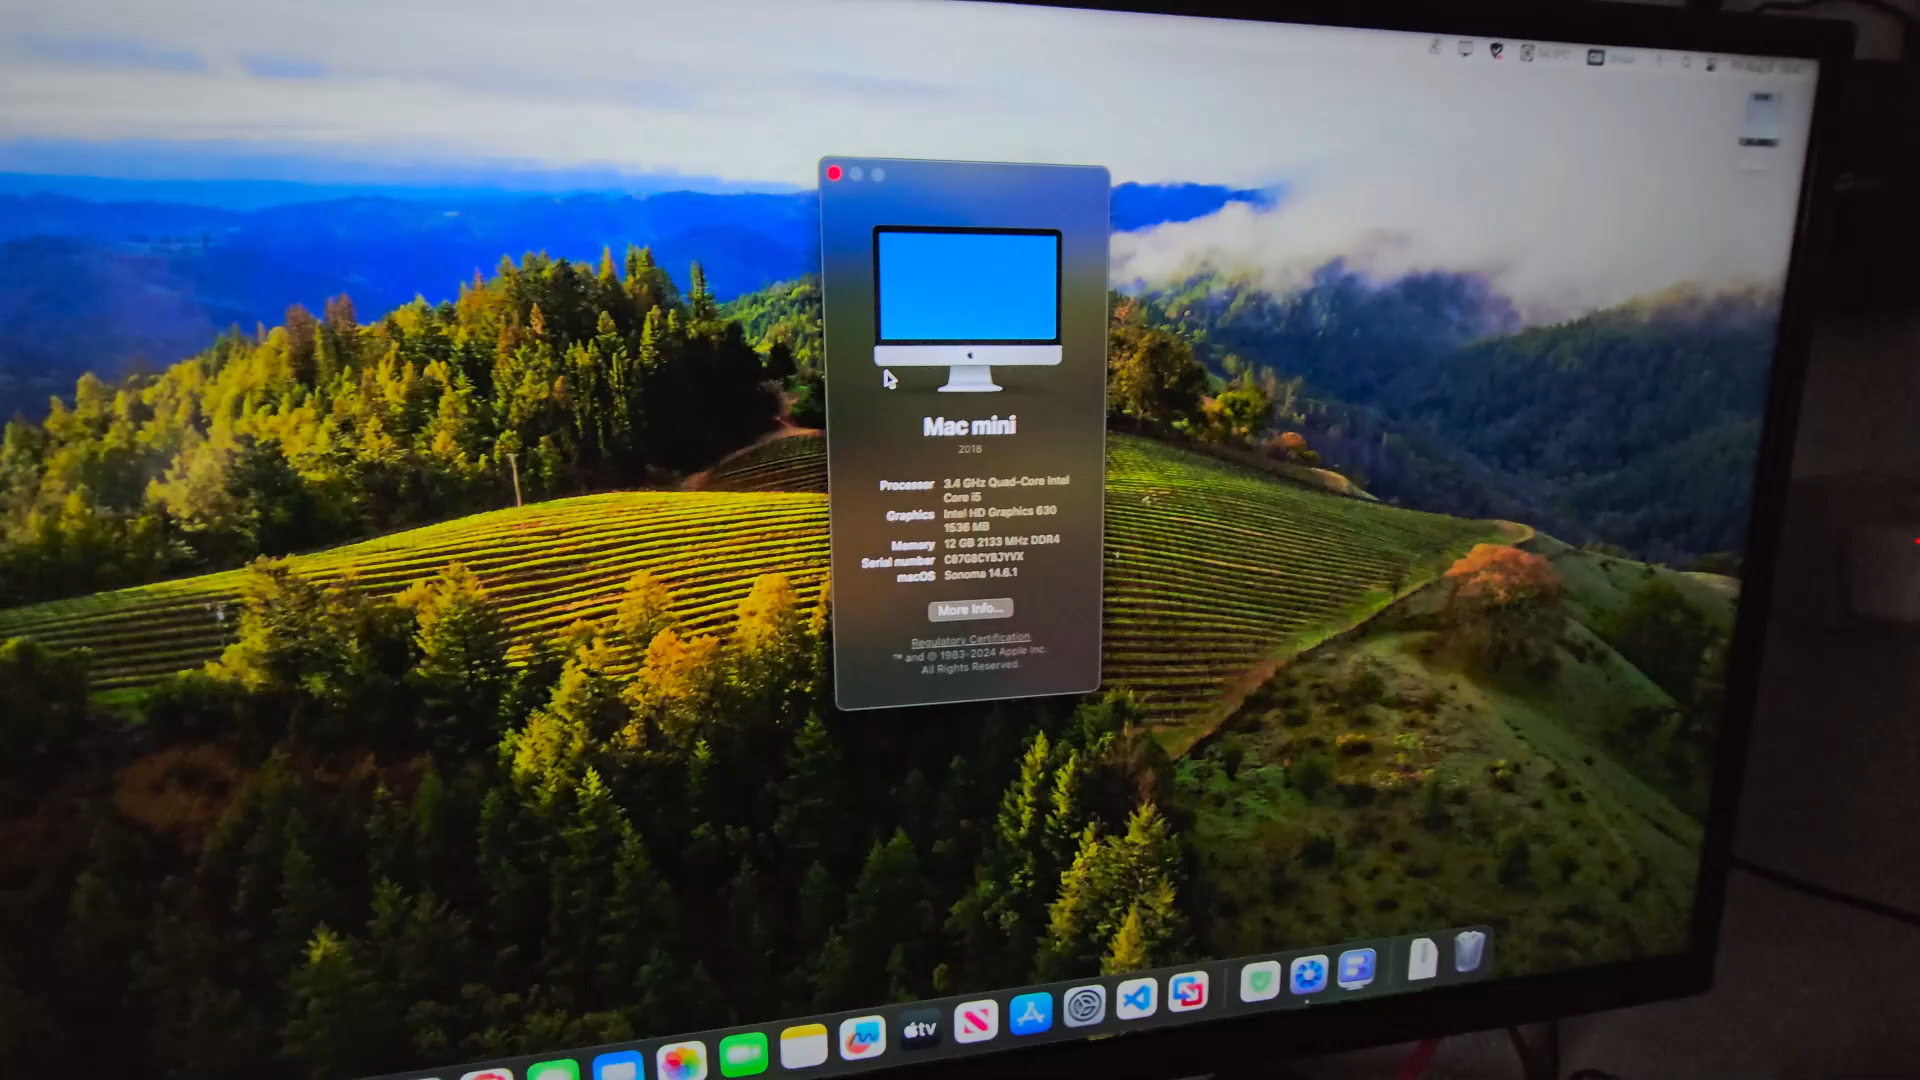 Mac mini
2018
Processor 3.4 GHz Quad-Core Intel
Core i5
Graphics Intel HD Graphics 630
1536 MB
Memory 12 GB 2133 MHz DDR4
Serial number C87G8CYBJYVX
macOS Sonoma 14.6.1
More Info...
Regulatory Certification
™ and © 1983-2024 Apple Inc.
All Rights Reserved.
tv